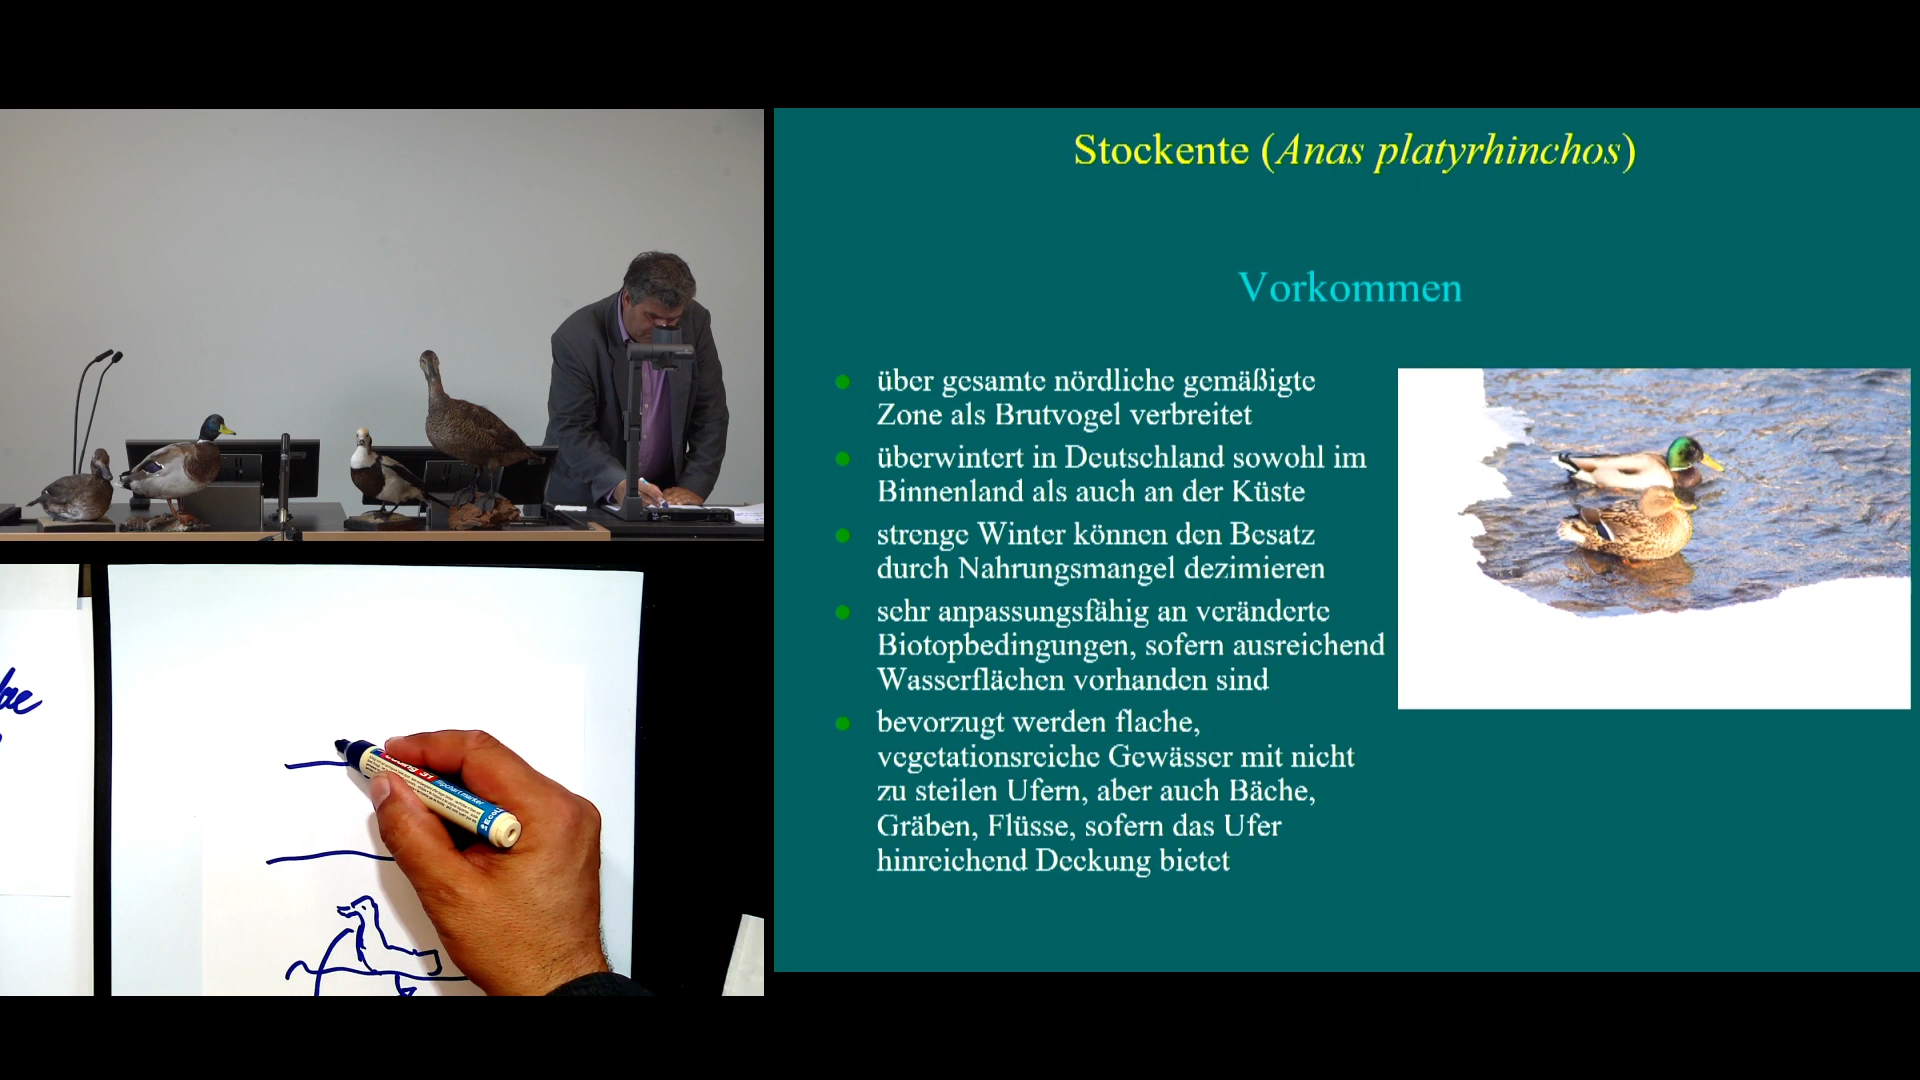 Stockente (Anas platyrhinchos)
Vorkommen
über gesamte nördliche gemäßigte
Zone als Brutvogel verbreitet
überwintert in Deutschland sowohl im
Binnenland als auch an der Küste
strenge Winter können den Besatz
durch Nahrungsmangel dezimieren
sehr anpassungsfähig an veränderte
Biotopbedingungen, sofern ausreichend
Wasserflächen vorhanden sind
bevorzugt werden flache,
vegetationsreiche Gewässer mit nicht
zu steilen Ufern, aber auch Bäche,
Gräben, Flüsse, sofern das Ufer
hinreichend Deckung bietet